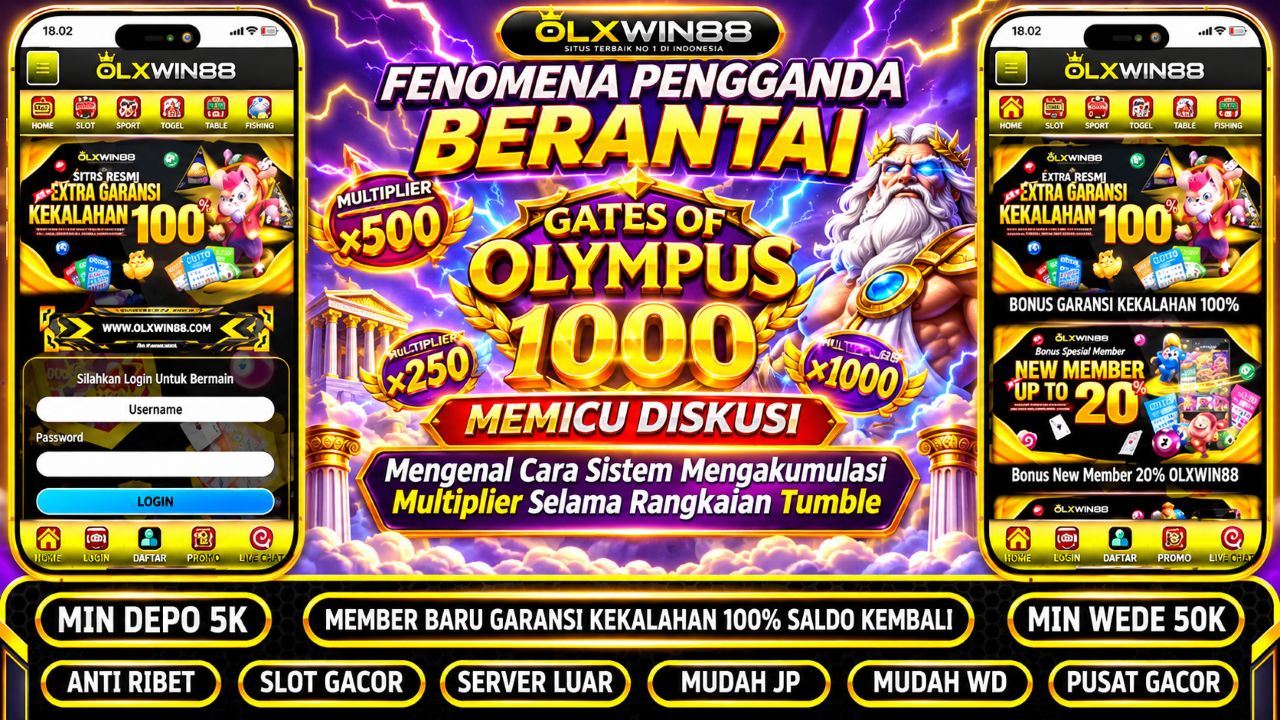 OLXWIN88
SITUS TERBAIK NO 1 DI INDONESIA
FENOMENA PENGGANDA
BERANTAI
MULTIPLIER
x500
GATES OF
OLYMPUS
1000
MULTIPLIER
x250
MULTIPLIER
x1000
MEMICU DISKUSI
Mengenal Cara Sistem Mengakumulasi
Multiplier Selama Rangkaian Tumble
18.02
OLXWIN88
HOME SLOT SPORT TOGEL TABLE FISHING
OLXWIN88
EXTRA GARANSI
KEKALAHAN 100%
WWW.OLXWIN88.COM
Silahkan Login Untuk Bermain
Username
Password
LOGIN
HOME LOGIN DAFTAR PROMO LIVE CHAT
18.02
OLXWIN88
HOME SLOT SPORT TOGEL TABLE FISHING
OLXWIN88
EXTRA RESMI
EXTRA GARANSI
KEKALAHAN 100%
BONUS GARANSI KEKALAHAN 100%
OLXWIN88
Bonus Spesial Member
NEW MEMBER
UP TO 20%
Bonus New Member 20% OLXWIN88
OLXWIN88
HOME LOGIN DAFTAR PROMO LIVE CHAT
MIN DEPO 5K
MEMBER BARU GARANSI KEKALAHAN 100% SALDO KEMBALI
MIN WEDE 50K
ANTI RIBET
SLOT GACOR
SERVER LUAR
MUDAH JP
MUDAH WD
PUSAT GACOR